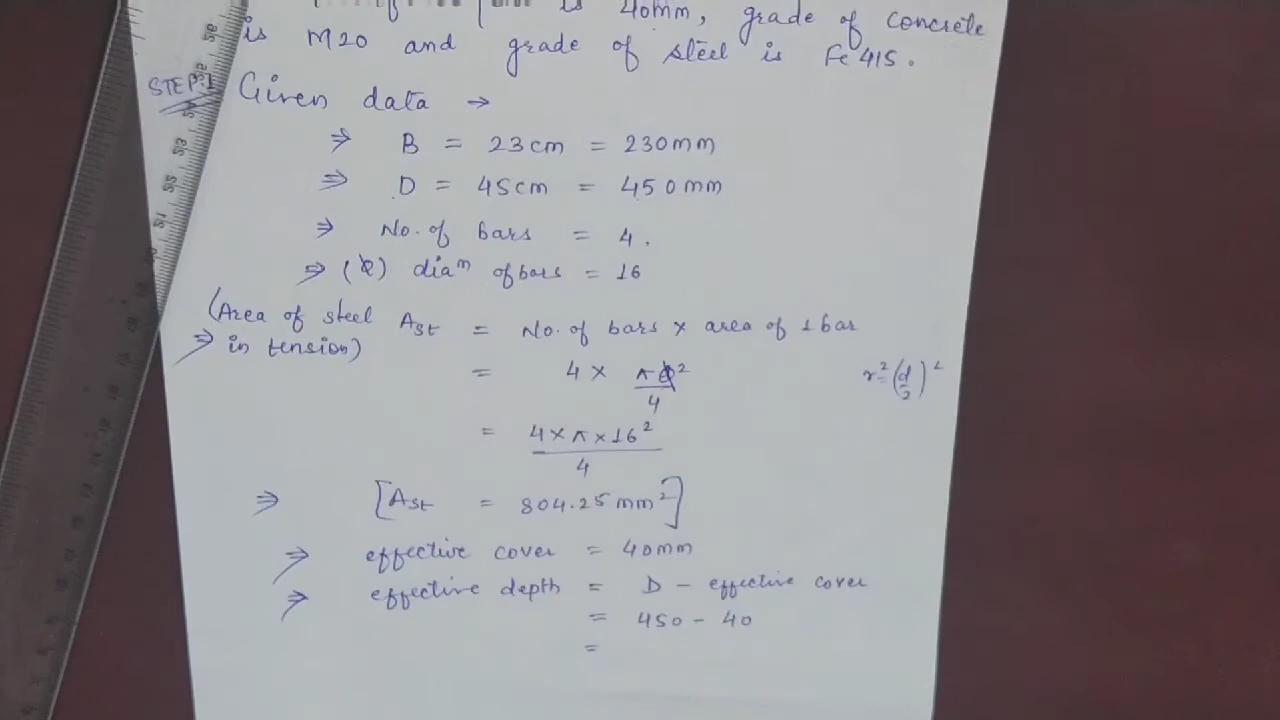 is 40mm, grade of concrete
is M20 and grade of steel is Fe 415.
STEP:1 Given data →
⇒ B = 23cm = 230mm
⇒ D = 45cm = 450mm
⇒ No. of bars = 4.
⇒ (ϕ) diaᵐ of bars = 16
(Area of steel Ast = No. of bars × area of 1 bar
⇒ in tension)
= 4 × πϕ²/4 r²=(d/2)²
= 4×π×16²/4
⇒ [Ast = 804.25mm²]
⇒ effective cover = 40mm
⇒ effective depth = D - effective cover
= 450 - 40
=